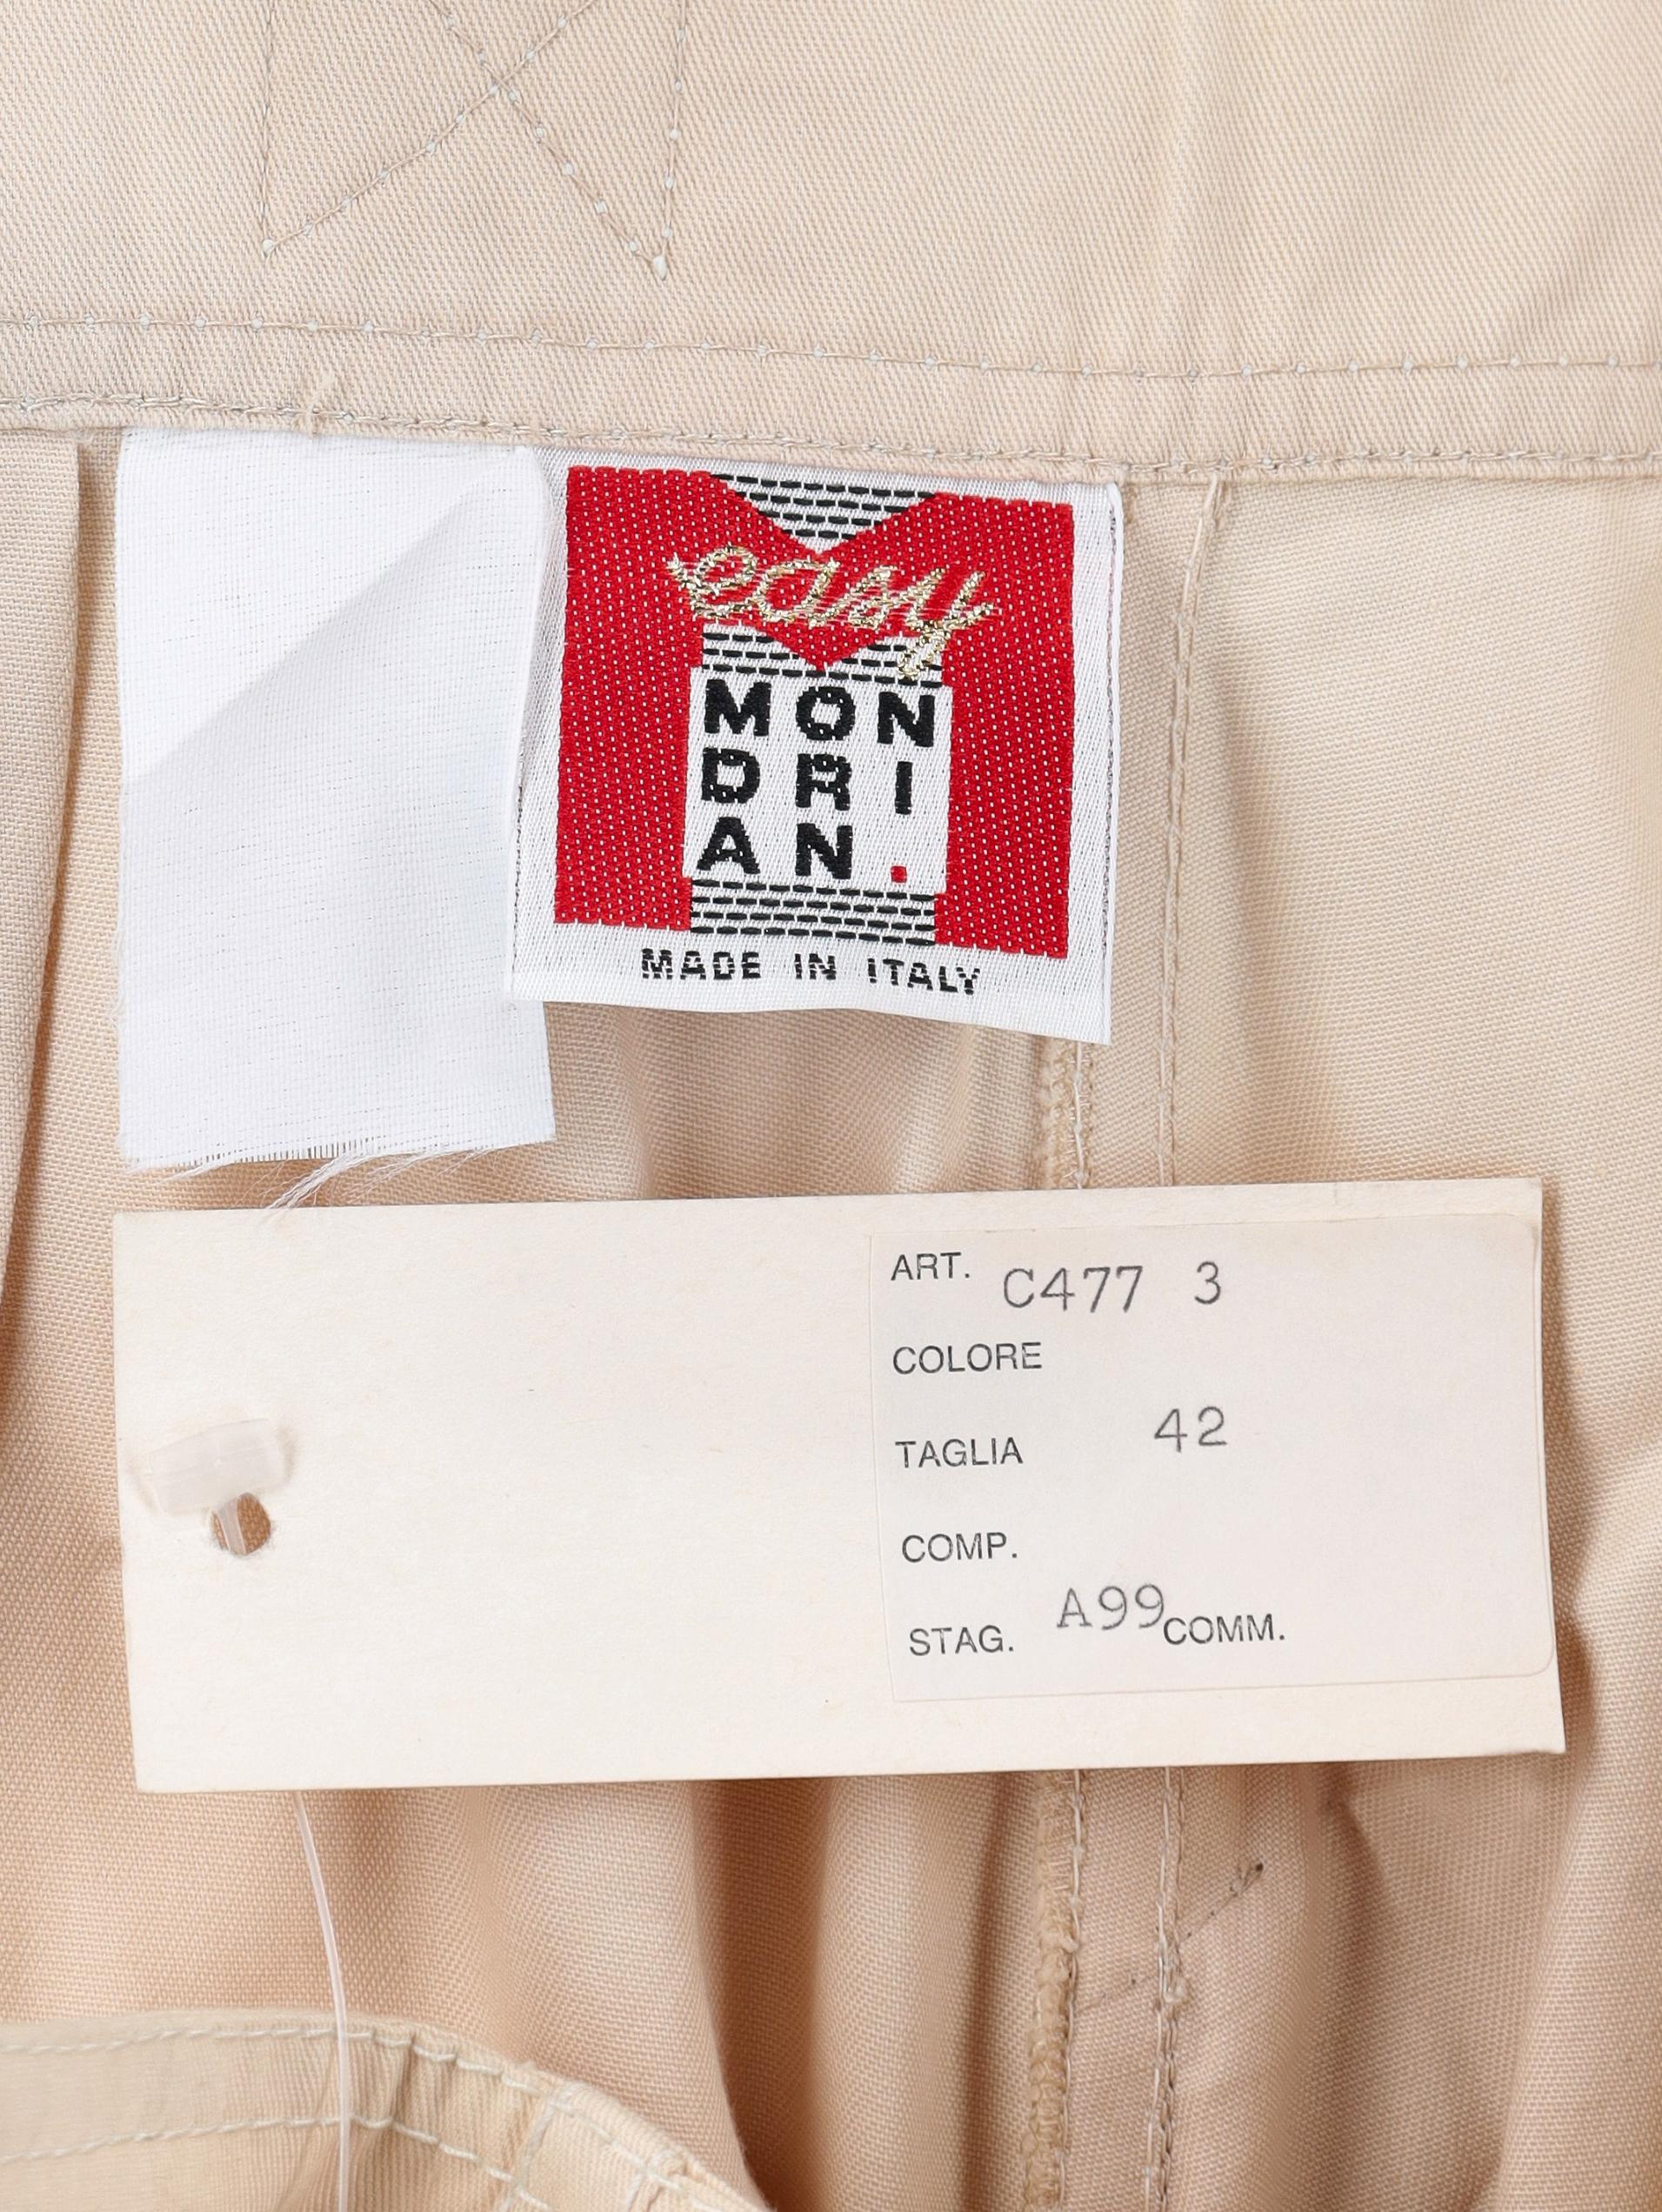 easy
MON
DRI
AN.
MADE IN ITALY
ART. C477 3
COLORE
TAGLIA 42
COMP.
STAG. A99 COMM.